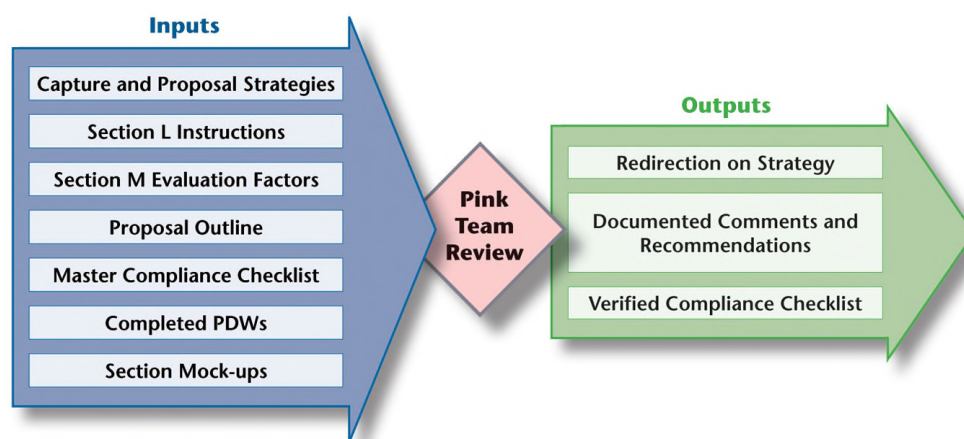 Inputs
Capture and Proposal Strategies
Section L Instructions
Section M Evaluation Factors
Proposal Outline
Master Compliance Checklist
Completed PDWs
Section Mock-ups
Pink
Team
Review
Outputs
Redirection on Strategy
Documented Comments and
Recommendations
Verified Compliance Checklist